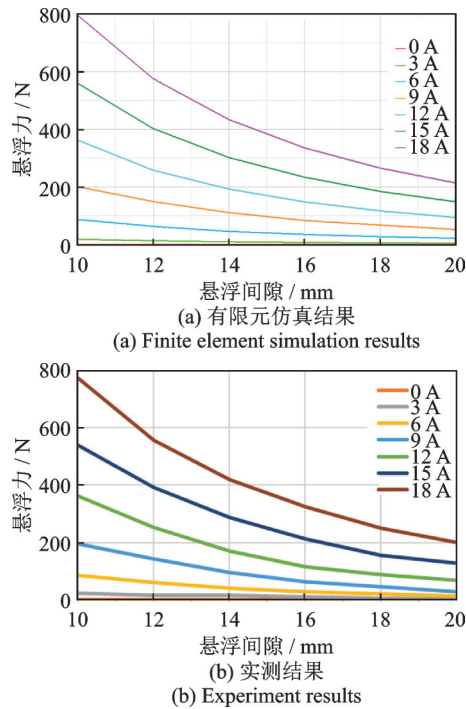 800
600
400
200
0
悬浮力 / N
0 A
3 A
6 A
9 A
12 A
15 A
18 A
10 12 14 16 18 20
悬浮间隙 / mm
(a) 有限元仿真结果
(a) Finite element simulation results
800
600
400
200
0
悬浮力 / N
0 A
3 A
6 A
9 A
12 A
15 A
18 A
10 12 14 16 18 20
悬浮间隙 / mm
(b) 实测结果
(b) Experiment results